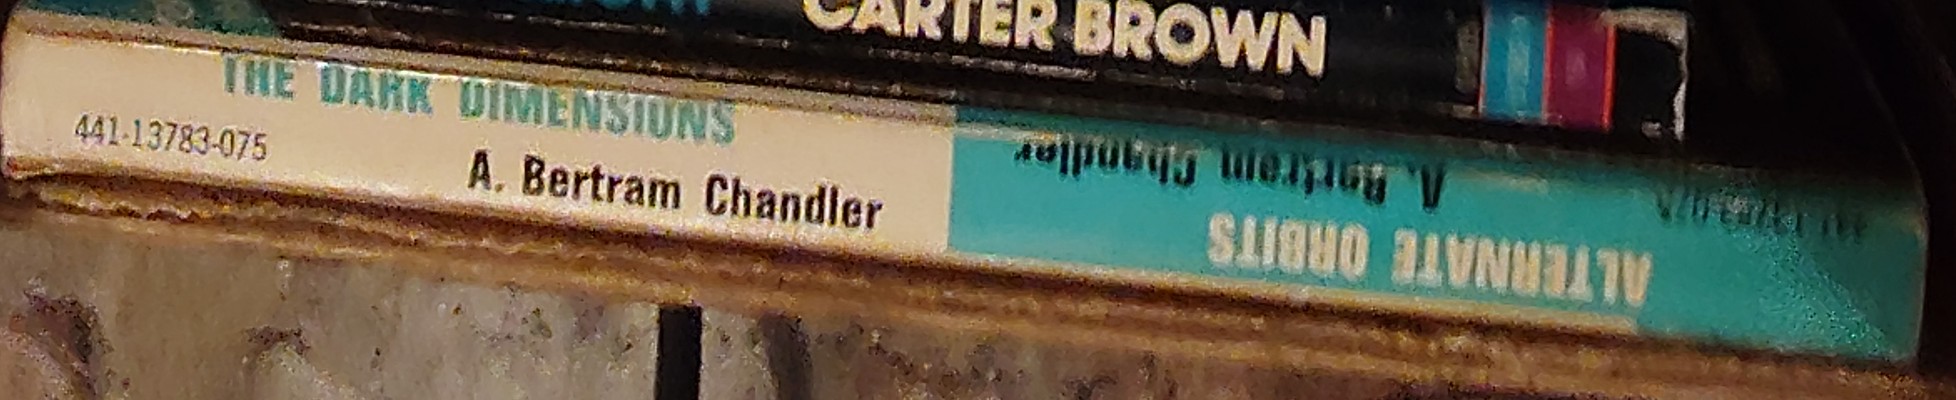 CARTER BROWN
THE DARK DIMENSIONS
441-13783-075
A. Bertram Chandler
ALTERNATE ORBITS
A. Bertram Chandler